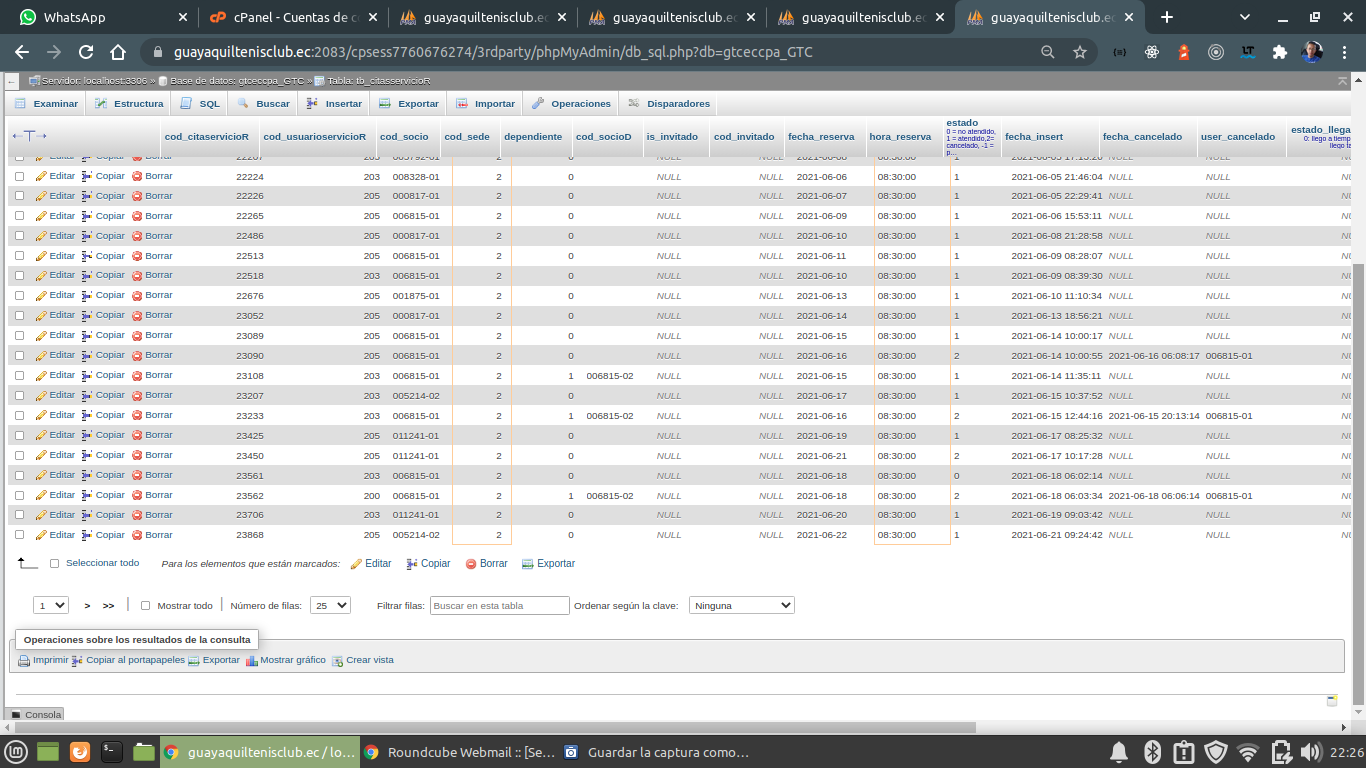 WhatsApp
cPanel - Cuentas de c
guayaquiltenisclub.ec
guayaquiltenisclub.ec
guayaquiltenisclub.ec
guayaquiltenisclub.ec
guayaquiltenisclub.ec:2083/cpsess7760676274/3rdparty/phpMyAdmin/db_sql.php?db=gtceccpa_GTC
Servidor: localhost:3306 » Base de datos: gtceccpa_GTC » Tabla: tb_citasservicioR
Examinar Estructura SQL Buscar Insertar Exportar Importar Operaciones Disparadores
cod_citaservicioR cod_usuarioservicioR cod_socio cod_sede dependiente cod_socioD is_invitado cod_invitado fecha_reserva hora_reserva estado 0 = no atendido, 1 = atendido,2= cancelado, -1 = p... fecha_insert fecha_cancelado user_cancelado estado_llega 0: llego a tiemp llego ta
Editar Copiar Borrar 22224 203 008328-01 2 0 NULL NULL 2021-06-06 08:30:00 1 2021-06-05 21:46:04 NULL NULL NU
Editar Copiar Borrar 22226 205 000817-01 2 0 NULL NULL 2021-06-07 08:30:00 1 2021-06-05 22:29:41 NULL NULL NU
Editar Copiar Borrar 22265 205 006815-01 2 0 NULL NULL 2021-06-09 08:30:00 1 2021-06-06 15:53:11 NULL NULL NU
Editar Copiar Borrar 22486 205 000817-01 2 0 NULL NULL 2021-06-10 08:30:00 1 2021-06-08 21:28:58 NULL NULL NU
Editar Copiar Borrar 22513 205 006815-01 2 0 NULL NULL 2021-06-11 08:30:00 1 2021-06-09 08:28:07 NULL NULL NU
Editar Copiar Borrar 22518 203 006815-01 2 0 NULL NULL 2021-06-10 08:30:00 1 2021-06-09 08:39:30 NULL NULL NU
Editar Copiar Borrar 22676 205 001875-01 2 0 NULL NULL 2021-06-13 08:30:00 1 2021-06-10 11:10:34 NULL NULL NU
Editar Copiar Borrar 23052 205 000817-01 2 0 NULL NULL 2021-06-14 08:30:00 1 2021-06-13 18:56:21 NULL NULL NU
Editar Copiar Borrar 23089 205 006815-01 2 0 NULL NULL 2021-06-15 08:30:00 1 2021-06-14 10:00:17 NULL NULL NU
Editar Copiar Borrar 23090 205 006815-01 2 0 NULL NULL 2021-06-16 08:30:00 2 2021-06-14 10:00:55 2021-06-16 06:08:17 006815-01 NU
Editar Copiar Borrar 23108 203 006815-01 2 1 006815-02 NULL NULL 2021-06-15 08:30:00 1 2021-06-14 11:35:11 NULL NULL NU
Editar Copiar Borrar 23207 203 005214-02 2 0 NULL NULL 2021-06-17 08:30:00 1 2021-06-15 10:37:52 NULL NULL NU
Editar Copiar Borrar 23233 203 006815-01 2 1 006815-02 NULL NULL 2021-06-16 08:30:00 2 2021-06-15 12:44:16 2021-06-15 20:13:14 006815-01 NU
Editar Copiar Borrar 23425 205 011241-01 2 0 NULL NULL 2021-06-19 08:30:00 1 2021-06-17 08:25:32 NULL NULL NU
Editar Copiar Borrar 23450 205 011241-01 2 0 NULL NULL 2021-06-21 08:30:00 2 2021-06-17 10:17:28 NULL NULL NU
Editar Copiar Borrar 23561 203 006815-01 2 0 NULL NULL 2021-06-18 08:30:00 0 2021-06-18 06:02:14 NULL NULL NU
Editar Copiar Borrar 23562 200 006815-01 2 1 006815-02 NULL NULL 2021-06-18 08:30:00 2 2021-06-18 06:03:34 2021-06-18 06:06:14 006815-01 NU
Editar Copiar Borrar 23706 203 011241-01 2 0 NULL NULL 2021-06-20 08:30:00 1 2021-06-19 09:03:42 NULL NULL NU
Editar Copiar Borrar 23868 205 005214-02 2 0 NULL NULL 2021-06-22 08:30:00 1 2021-06-21 09:24:42 NULL NULL NU
Seleccionar todo Para los elementos que están marcados: Editar Copiar Borrar Exportar
1 > >> Mostrar todo Número de filas: 25 Filtrar filas: Buscar en esta tabla Ordenar según la clave: Ninguna
Operaciones sobre los resultados de la consulta
Imprimir Copiar al portapapeles Exportar Mostrar gráfico Crear vista
Consola
guayaquiltenisclub.ec / lo... Roundcube Webmail :: [Se... Guardar la captura como... 22:26